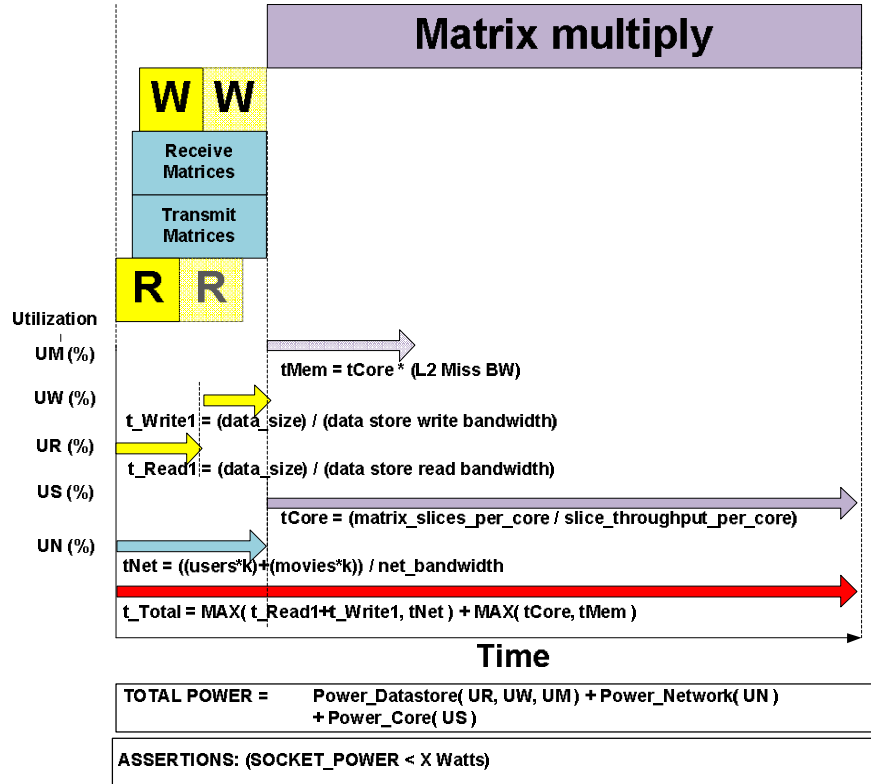 Matrix multiply
W W
Receive
Matrices
Transmit
Matrices
R R
Utilization
UM (%)
tMem = tCore * (L2 Miss BW)
UW (%)
t_Write1 = (data_size) / (data store write bandwidth)
UR (%)
t_Read1 = (data_size) / (data store read bandwidth)
US (%)
tCore = (matrix_slices_per_core / slice_throughput_per_core)
UN (%)
tNet = ((users*k)+(movies*k)) / net_bandwidth
t_Total = MAX( t_Read1+t_Write1, tNet ) + MAX( tCore, tMem )
Time
TOTAL POWER = Power_Datastore( UR, UW, UM ) + Power_Network( UN )
+ Power_Core( US )
ASSERTIONS: (SOCKET_POWER < X Watts)